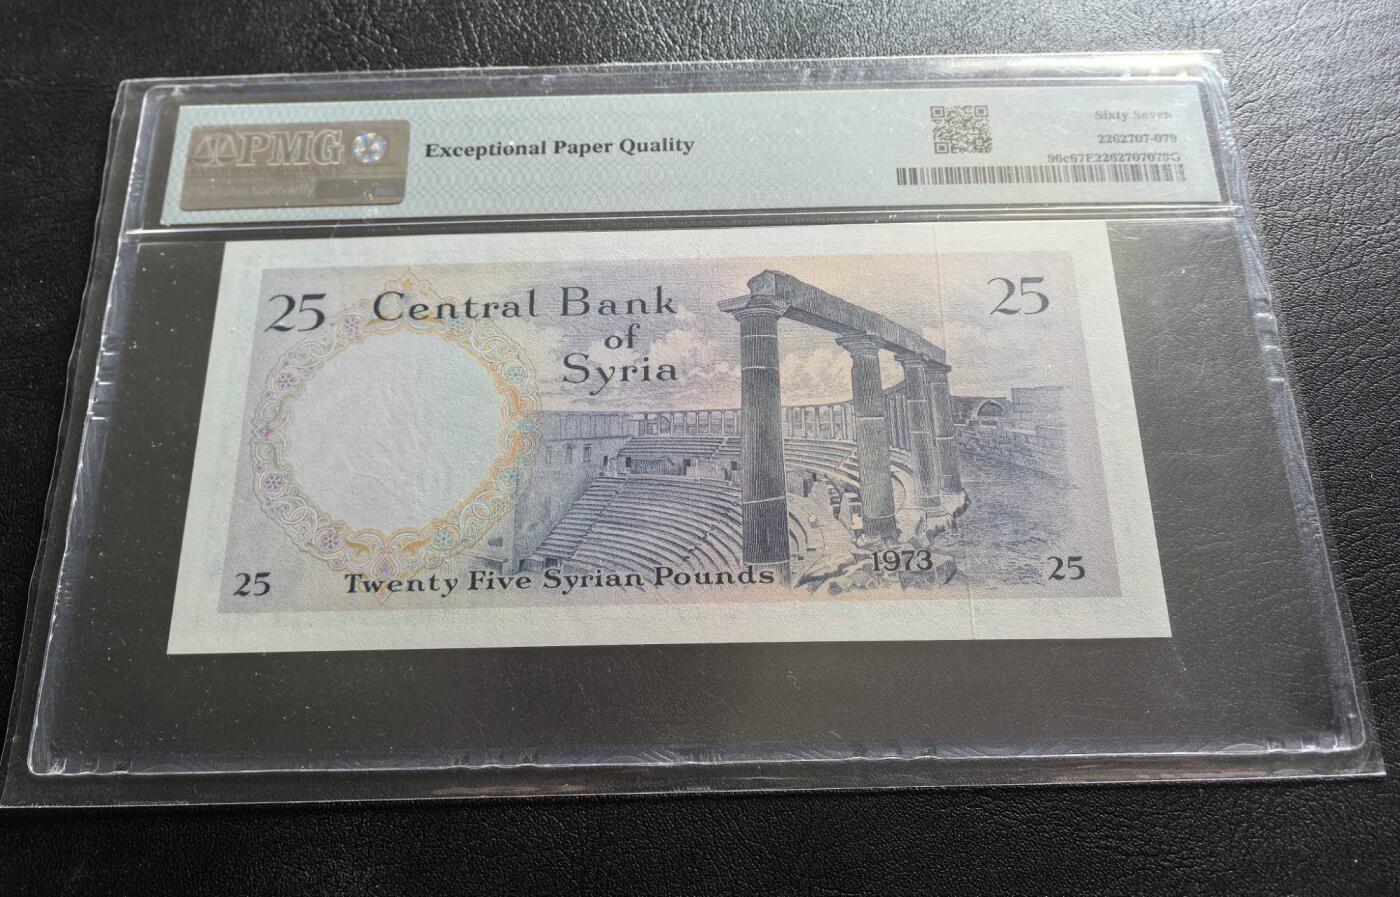 PMG
Exceptional Paper Quality
Sixty Seven
2262707-079
96c67E2262707079G
25
Central Bank
of
Syria
25
25
Twenty Five Syrian Pounds
1973
25